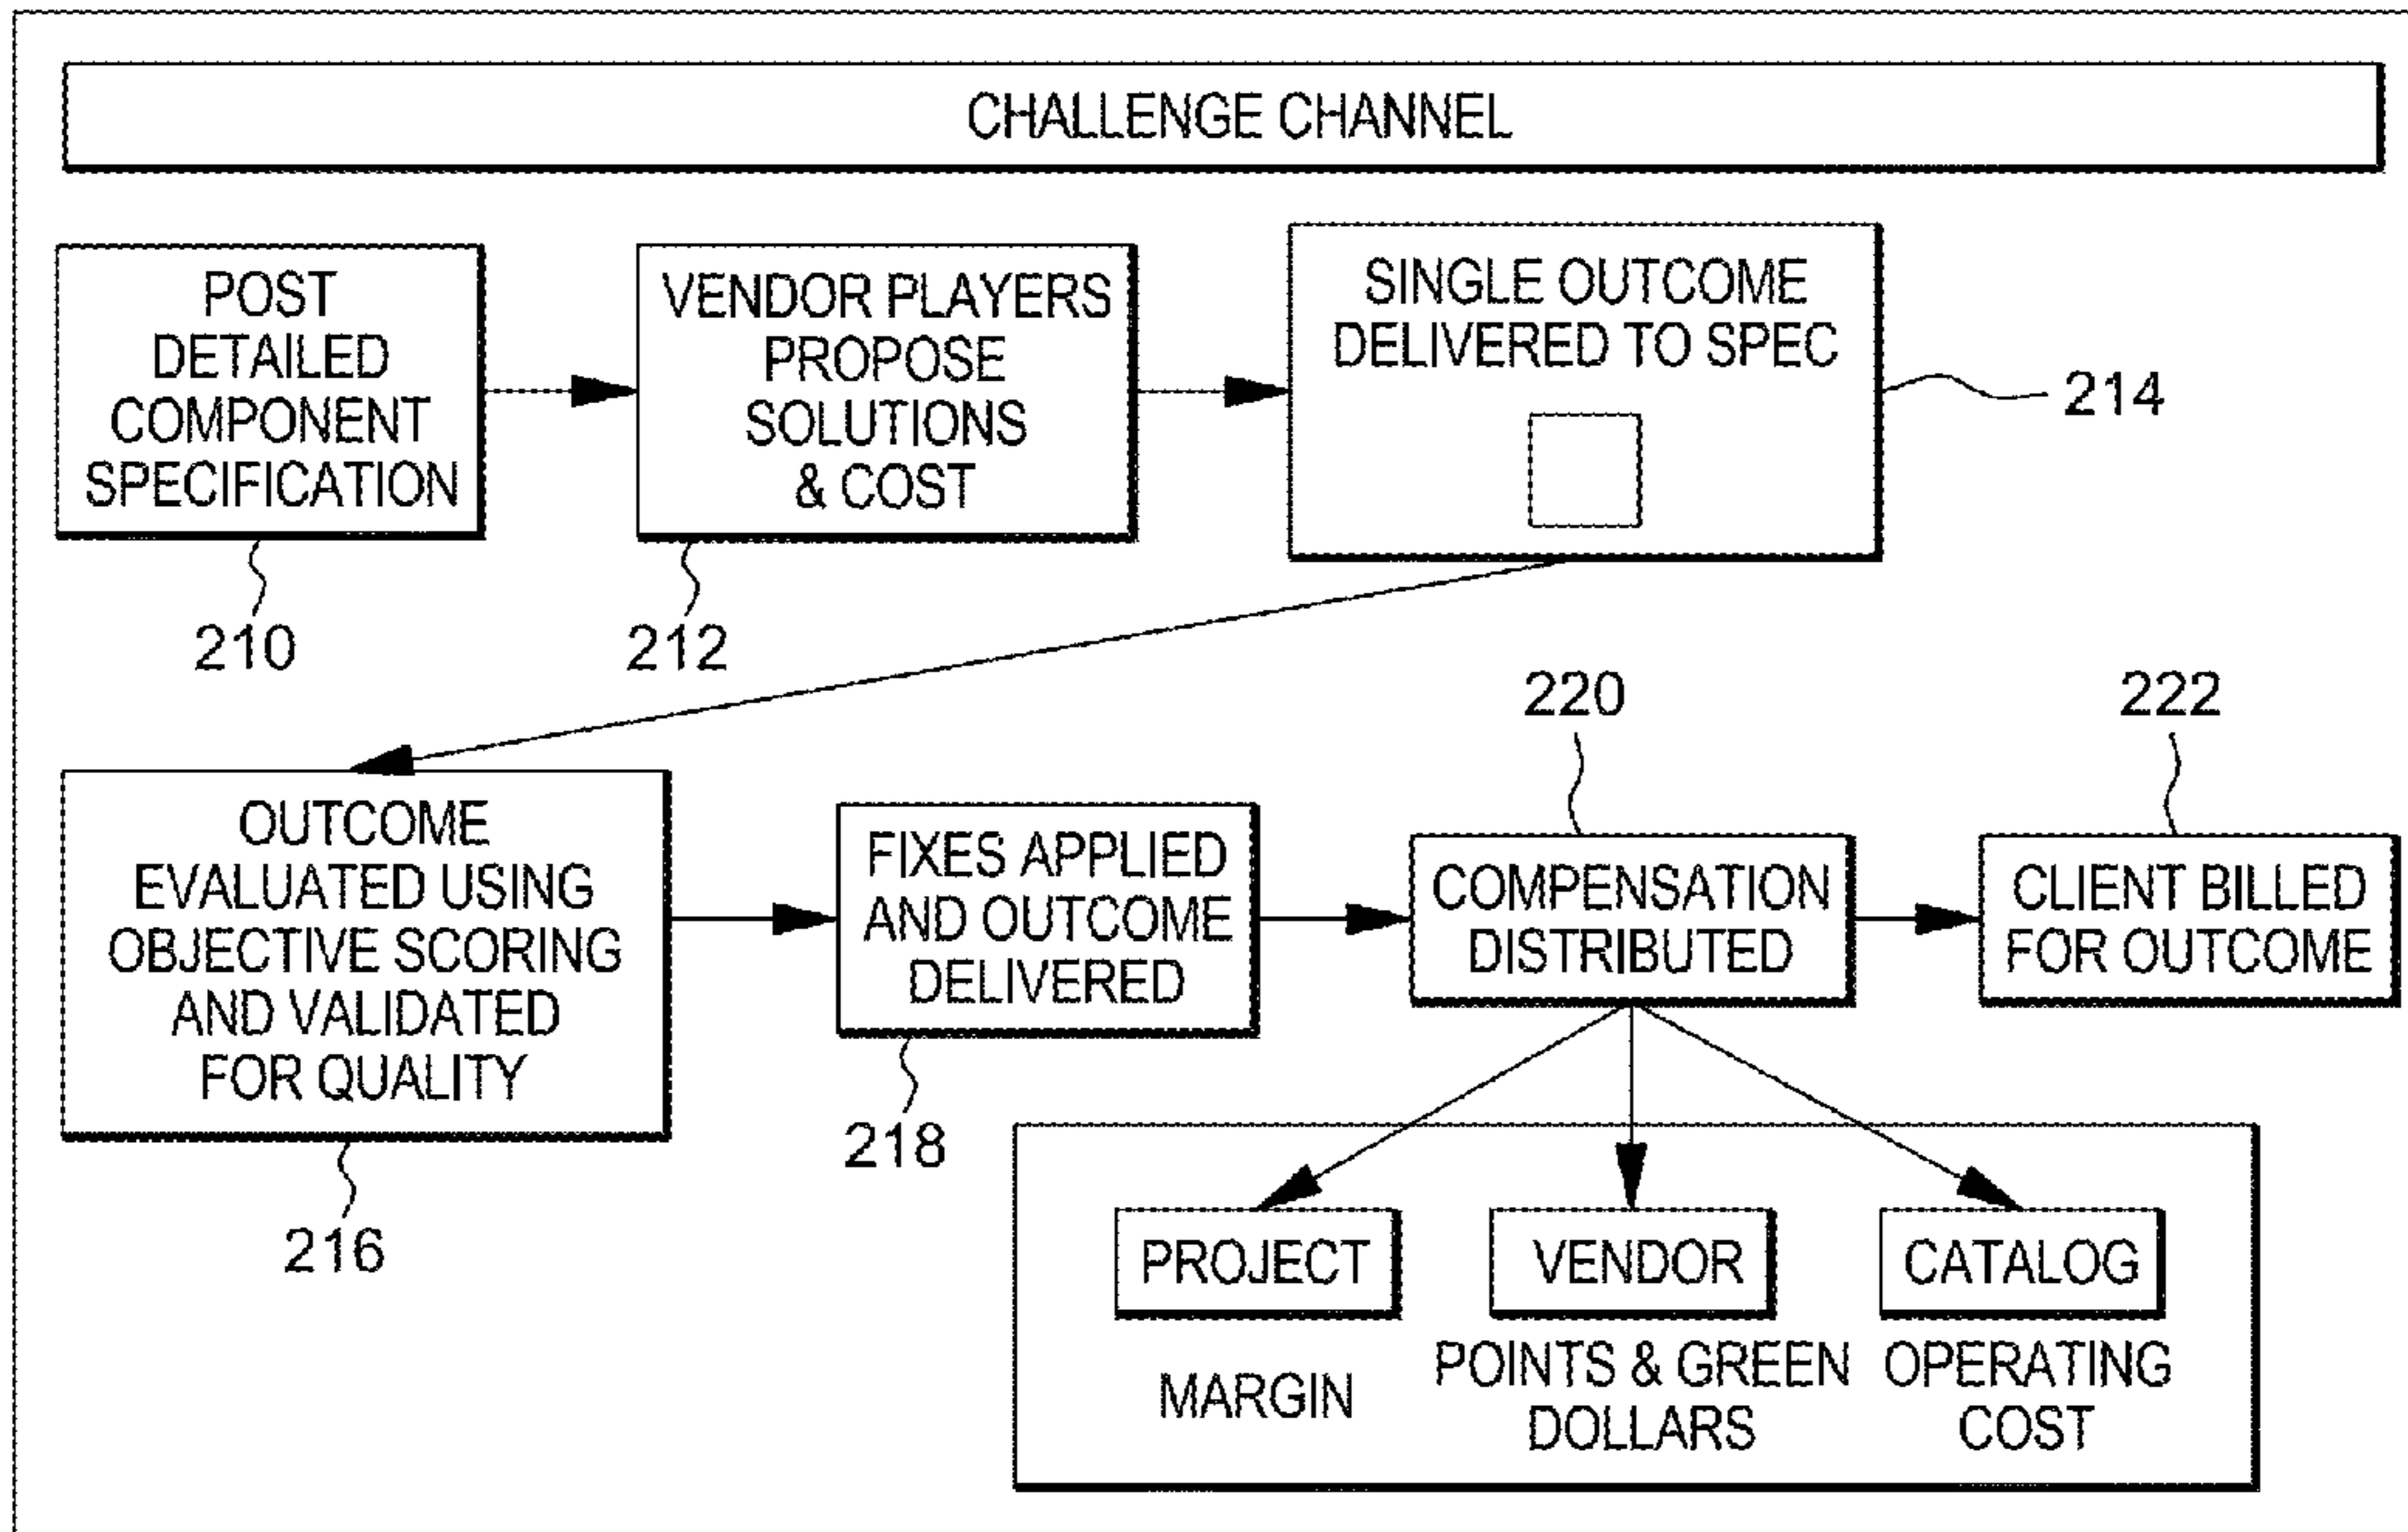 CHALLENGE CHANNEL
POST
DETAILED
COMPONENT
SPECIFICATION
210
VENDOR PLAYERS
PROPOSE
SOLUTIONS
& COST
212
SINGLE OUTCOME
DELIVERED TO SPEC
214
OUTCOME
EVALUATED USING
OBJECTIVE SCORING
AND VALIDATED
FOR QUALITY
216
FIXES APPLIED
AND OUTCOME
DELIVERED
218
220
COMPENSATION
DISTRIBUTED
222
CLIENT BILLED
FOR OUTCOME
PROJECT
MARGIN
VENDOR
POINTS & GREEN
DOLLARS
CATALOG
OPERATING
COST